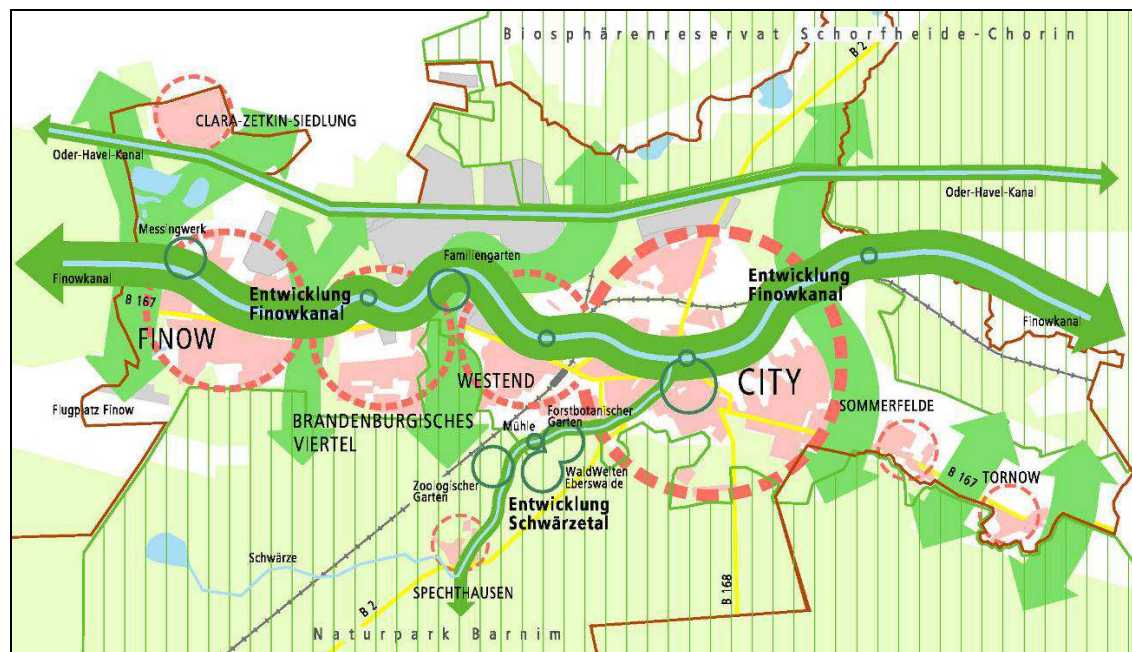 Biosphärenreservat Schorfheide-Chorin
B 2
CLARA-ZETKIN-SIEDLUNG
Oder-Havel-Kanal
Oder-Havel-Kanal
Messingwerk
Familiengarten
Finowkanal
B 167
Entwicklung
Finowkanal
Entwicklung
Finowkanal
Finowkanal
FINOW
WESTEND
CITY
Flugplatz Finow
BRANDENBURGISCHES
VIERTEL
Mühle
Forstbotanischer
Garten
SOMMERFELDE
Zoologischer
Garten
WaldWelten
Eberswalde
B 167
TORNOW
Entwicklung
Schwärzetal
Schwärze
SPECHTHAUSEN
B 2
B 168
Naturpark Barnim